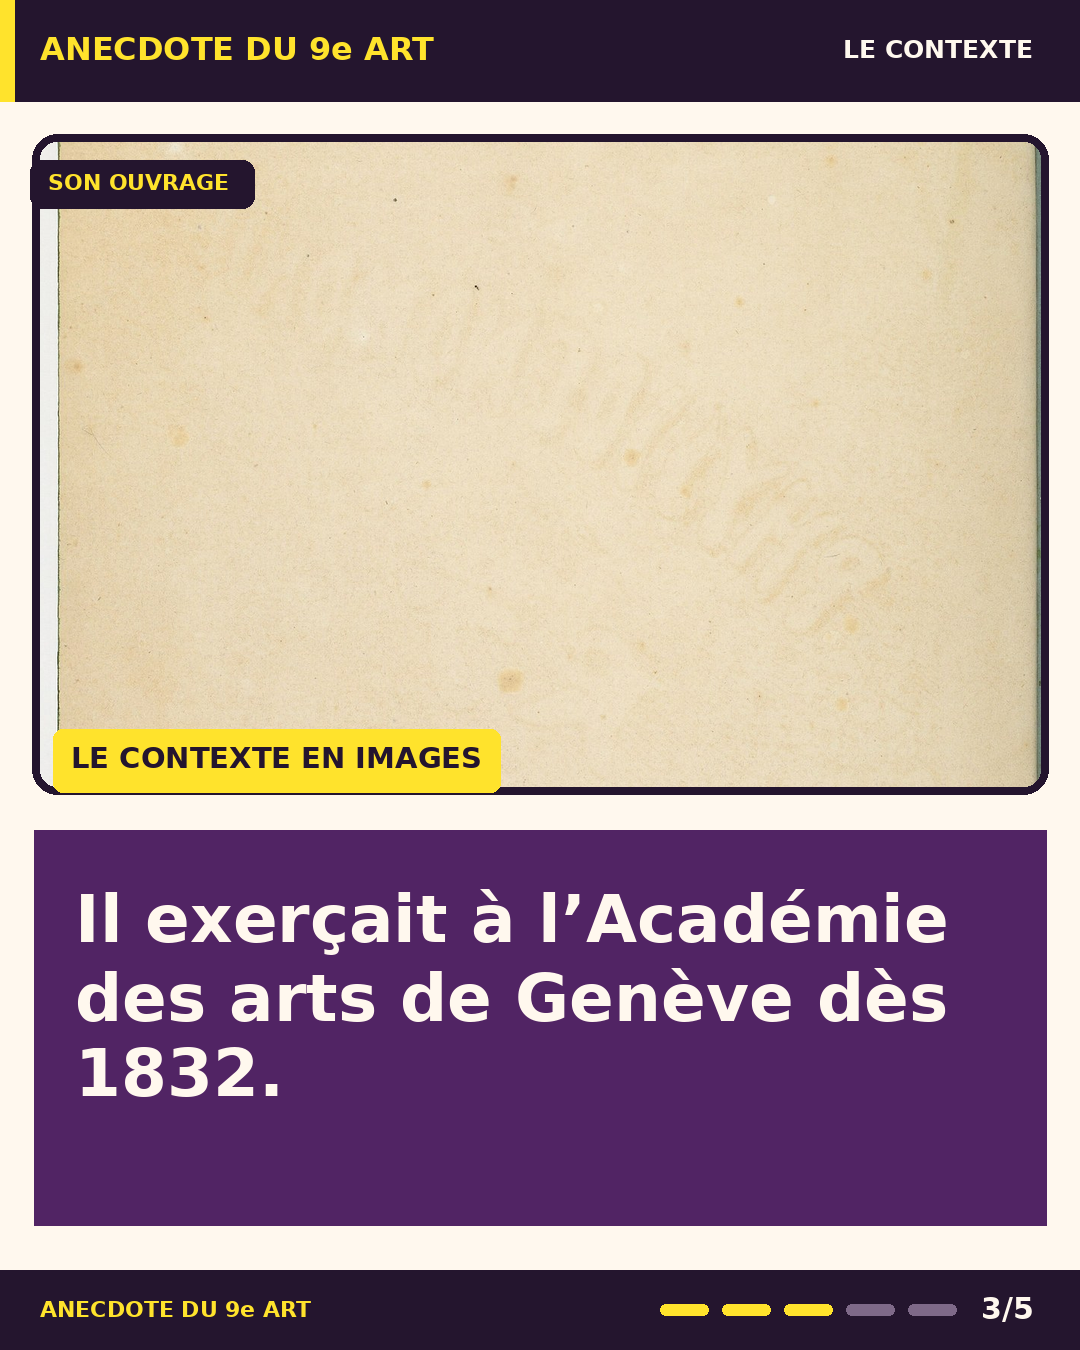 ANECDOTE DU 9e ART
LE CONTEXTE
SON OUVRAGE
LE CONTEXTE EN IMAGES
Il exerçait à l’Académie
des arts de Genève dès
1832.
ANECDOTE DU 9e ART
3/5